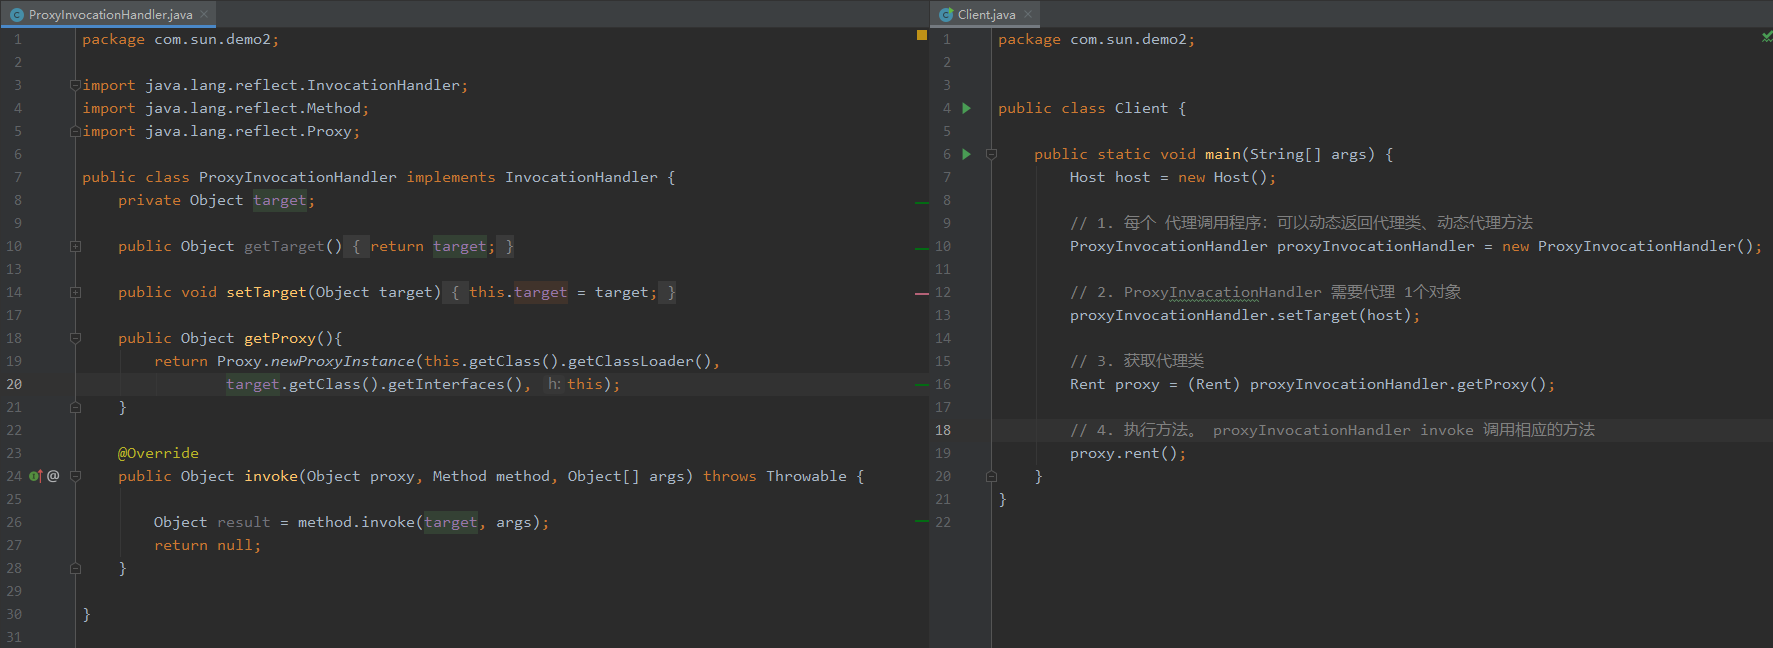 ProxyInvocationHandler.java
1 package com.sun.demo2;
2
3 import java.lang.reflect.InvocationHandler;
4 import java.lang.reflect.Method;
5 import java.lang.reflect.Proxy;
6
7 public class ProxyInvocationHandler implements InvocationHandler {
8 private Object target;
9
10 public Object getTarget() { return target; }
13
14 public void setTarget(Object target) { this.target = target; }
17
18 public Object getProxy(){
19 return Proxy.newProxyInstance(this.getClass().getClassLoader(),
20 target.getClass().getInterfaces(), h: this);
21 }
22
23 @Override
24 @ public Object invoke(Object proxy, Method method, Object[] args) throws Throwable {
25
26 Object result = method.invoke(target, args);
27 return null;
28 }
29
30 }
31
Client.java
1 package com.sun.demo2;
2
3
4 public class Client {
5
6 public static void main(String[] args) {
7 Host host = new Host();
8
9 // 1. 每个 代理调用程序: 可以动态返回代理类、动态代理方法
10 ProxyInvocationHandler proxyInvocationHandler = new ProxyInvocationHandler();
11
12 // 2. ProxyInvacationHandler 需要代理 1个对象
13 proxyInvocationHandler.setTarget(host);
14
15 // 3. 获取代理类
16 Rent proxy = (Rent) proxyInvocationHandler.getProxy();
17
18 // 4. 执行方法。 proxyInvocationHandler invoke 调用相应的方法
19 proxy.rent();
20 }
21 }
22